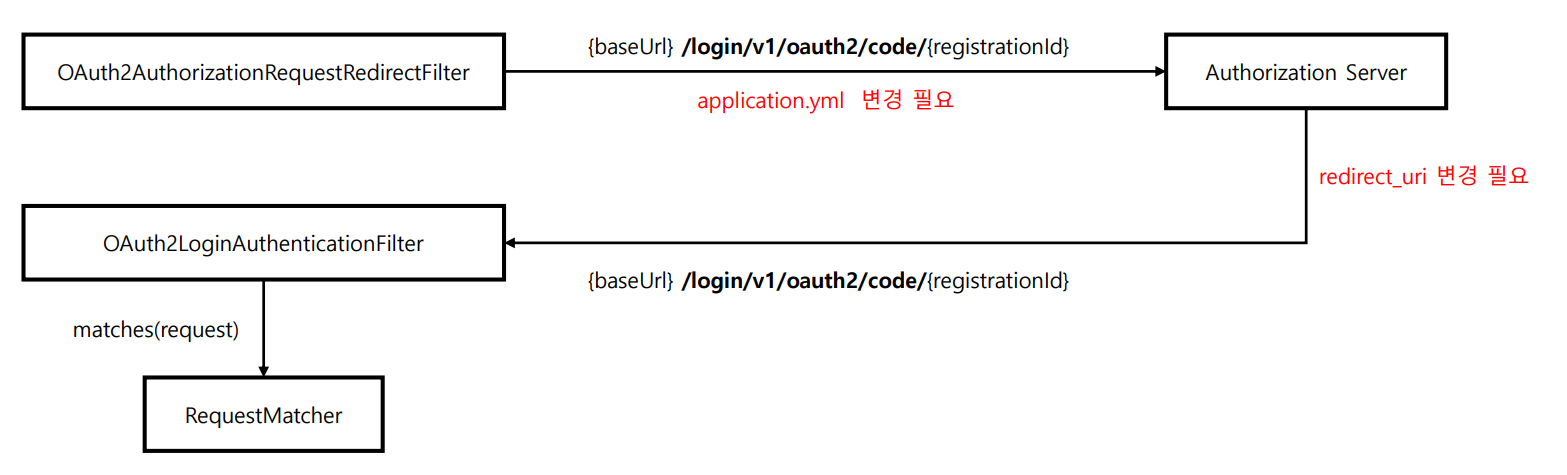 {baseUrl} /login/v1/oauth2/code/{registrationId}
OAuth2AuthorizationRequestRedirectFilter
Authorization Server
application.yml 변경 필요
redirect_uri 변경 필요
OAuth2LoginAuthenticationFilter
{baseUrl} /login/v1/oauth2/code/{registrationId}
matches(request)
RequestMatcher